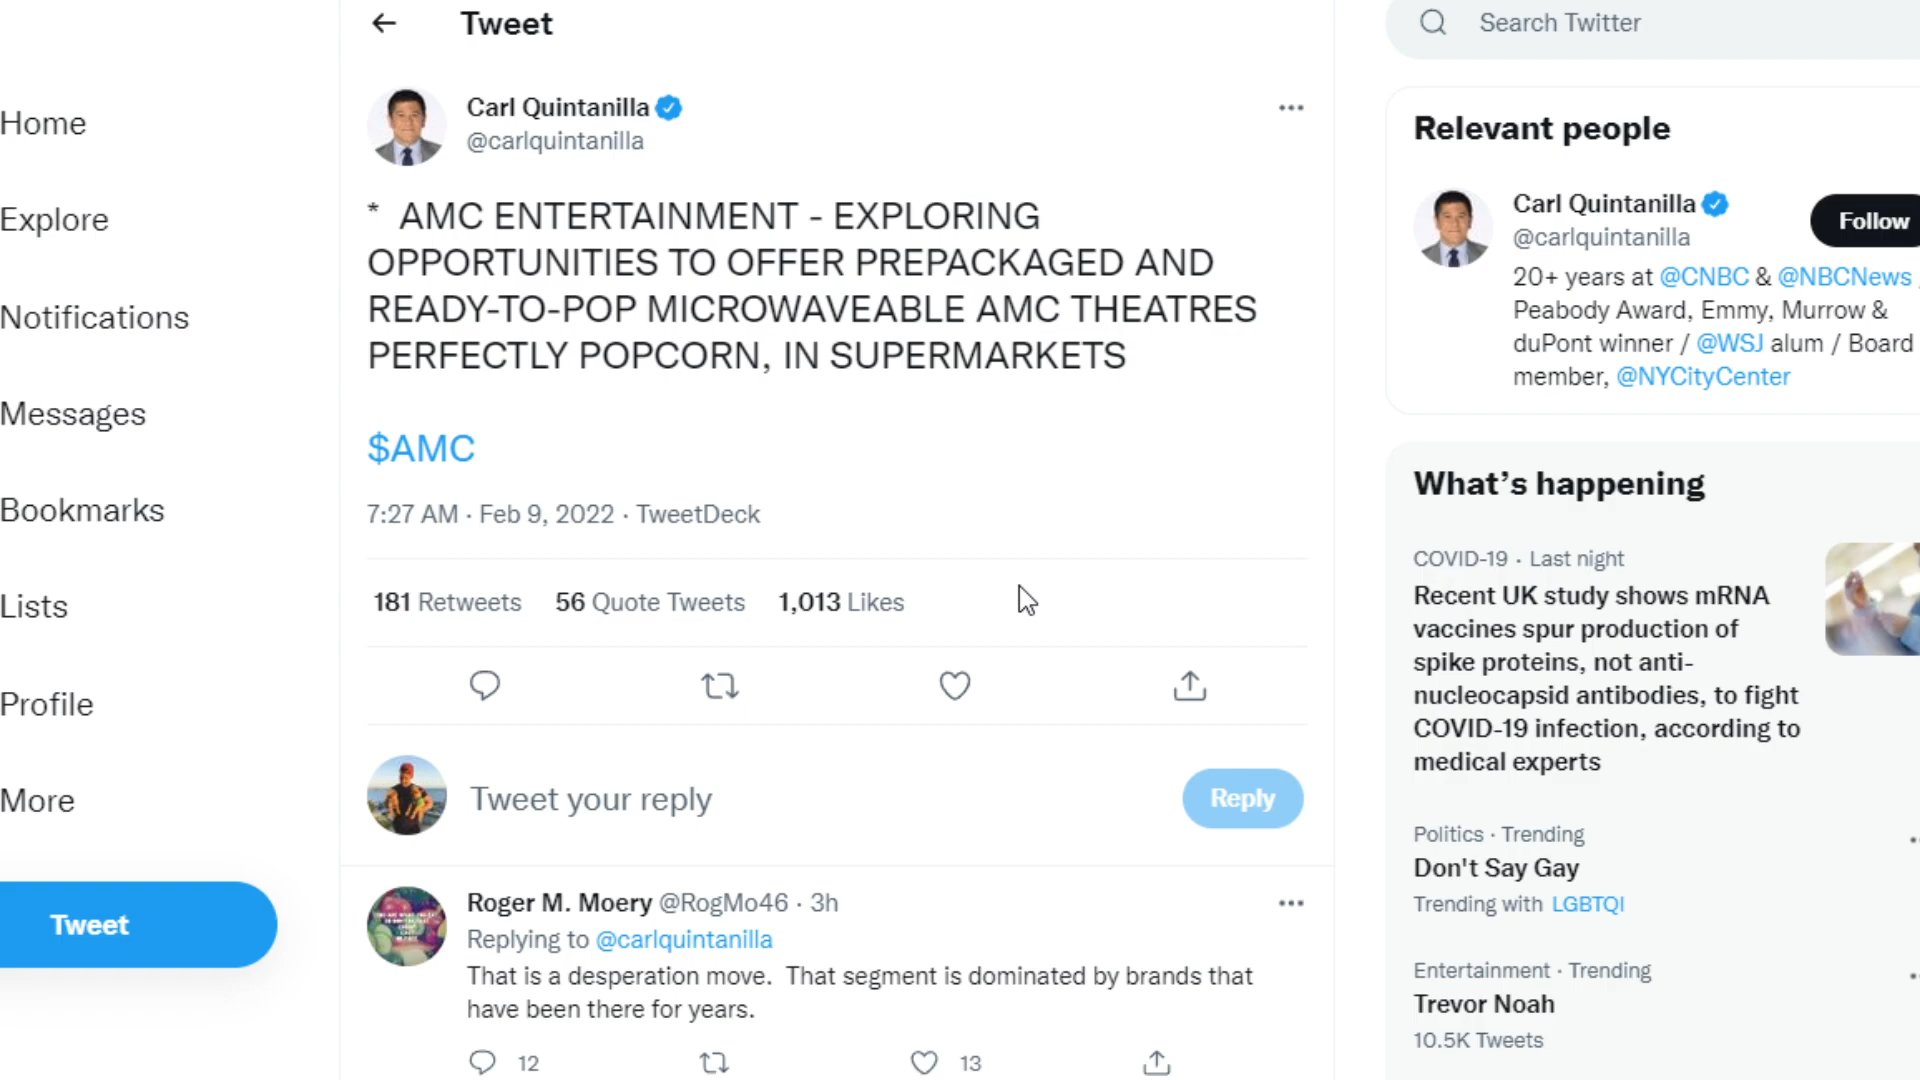 Home
Explore
Notifications
Messages
Bookmarks
Lists
Profile
More
Tweet
Tweet
Carl Quintanilla
@carlquintanilla
* AMC ENTERTAINMENT - EXPLORING
OPPORTUNITIES TO OFFER PREPACKAGED AND
READY-TO-POP MICROWAVEABLE AMC THEATRES
PERFECTLY POPCORN, IN SUPERMARKETS
$AMC
7:27 AM · Feb 9, 2022 · TweetDeck
181 Retweets 56 Quote Tweets 1,013 Likes
Tweet your reply
Reply
Roger M. Moery @RogMo46 · 3h
Replying to @carlquintanilla
That is a desperation move. That segment is dominated by brands that
have been there for years.
12 13
Search Twitter
Relevant people
Carl Quintanilla
@carlquintanilla
Follow
20+ years at @CNBC & @NBCNews
Peabody Award, Emmy, Murrow &
duPont winner / @WSJ alum / Board
member, @NYCityCenter
What's happening
COVID-19 · Last night
Recent UK study shows mRNA
vaccines spur production of
spike proteins, not anti-
nucleocapsid antibodies, to fight
COVID-19 infection, according to
medical experts
Politics · Trending
Don't Say Gay
Trending with LGBTQI
Entertainment · Trending
Trevor Noah
10.5K Tweets